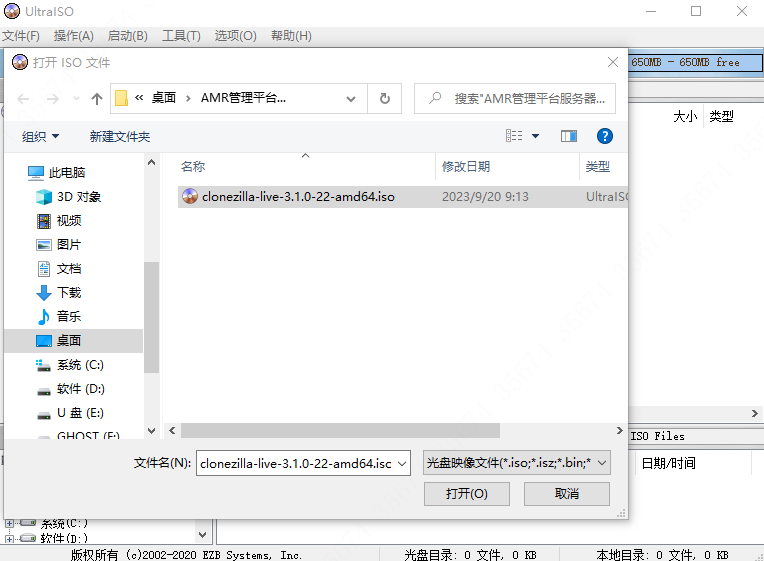 UltraISO
文件(F) 操作(A) 启动(B) 工具(T) 选项(O) 帮助(H)
打开 ISO 文件
650MB - 650MB free
« 桌面 › AMR管理平台...
搜索"AMR管理平台服务器...
组织 新建文件夹
大小 类型
此电脑
3D 对象
视频
图片
文档
下载
音乐
桌面
系统 (C:)
软件 (D:)
U 盘 (E:)
GHOST (F:)
名称 修改日期 类型
clonezilla-live-3.1.0-22-amd64.iso 2023/9/20 9:13 UltraISO
ISO Files
文件名(N): clonezilla-live-3.1.0-22-amd64.isc 光盘映像文件(*.iso;*.isz;*.bin;*
日期/时间
打开(O) 取消
系统(C:)
软件(D:)
版权所有 (c)2002-2020 EZB Systems, Inc. 光盘目录: 0 文件, 0 KB 本地目录: 0 文件, 0 KB